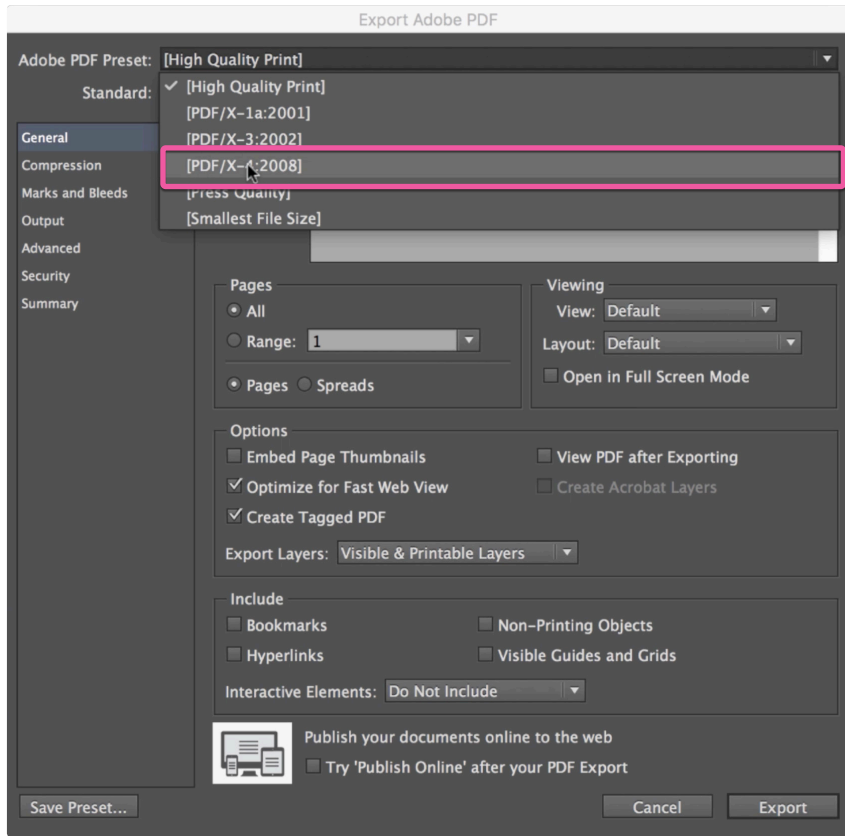 Export Adobe PDF
Adobe PDF Preset: [High Quality Print]
Standard:
[High Quality Print]
[PDF/X-1a:2001]
[PDF/X-3:2002]
[PDF/X-4:2008]
[Press Quality]
[Smallest File Size]
General
Compression
Marks and Bleeds
Output
Advanced
Security
Summary
Pages
All
Range: 1
Pages Spreads
Viewing
View: Default
Layout: Default
Open in Full Screen Mode
Options
Embed Page Thumbnails
Optimize for Fast Web View
Create Tagged PDF
View PDF after Exporting
Create Acrobat Layers
Export Layers: Visible & Printable Layers
Include
Bookmarks
Hyperlinks
Non-Printing Objects
Visible Guides and Grids
Interactive Elements: Do Not Include
Publish your documents online to the web
Try 'Publish Online' after your PDF Export
Save Preset...
Cancel
Export